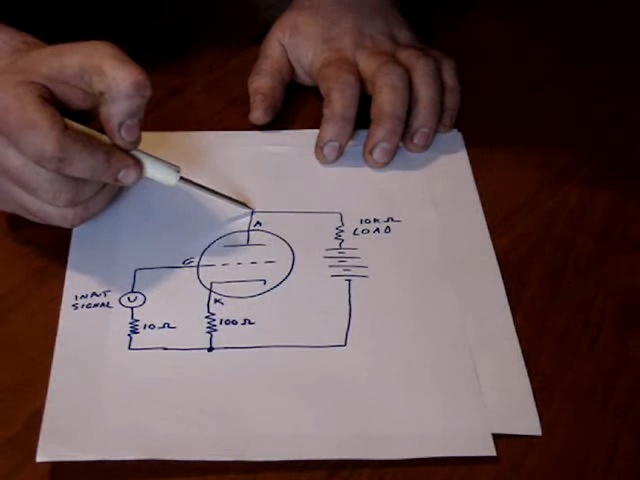 A
10KΩ
LOAD
G
INPUT
SIGNAL
V
K
10Ω
100Ω